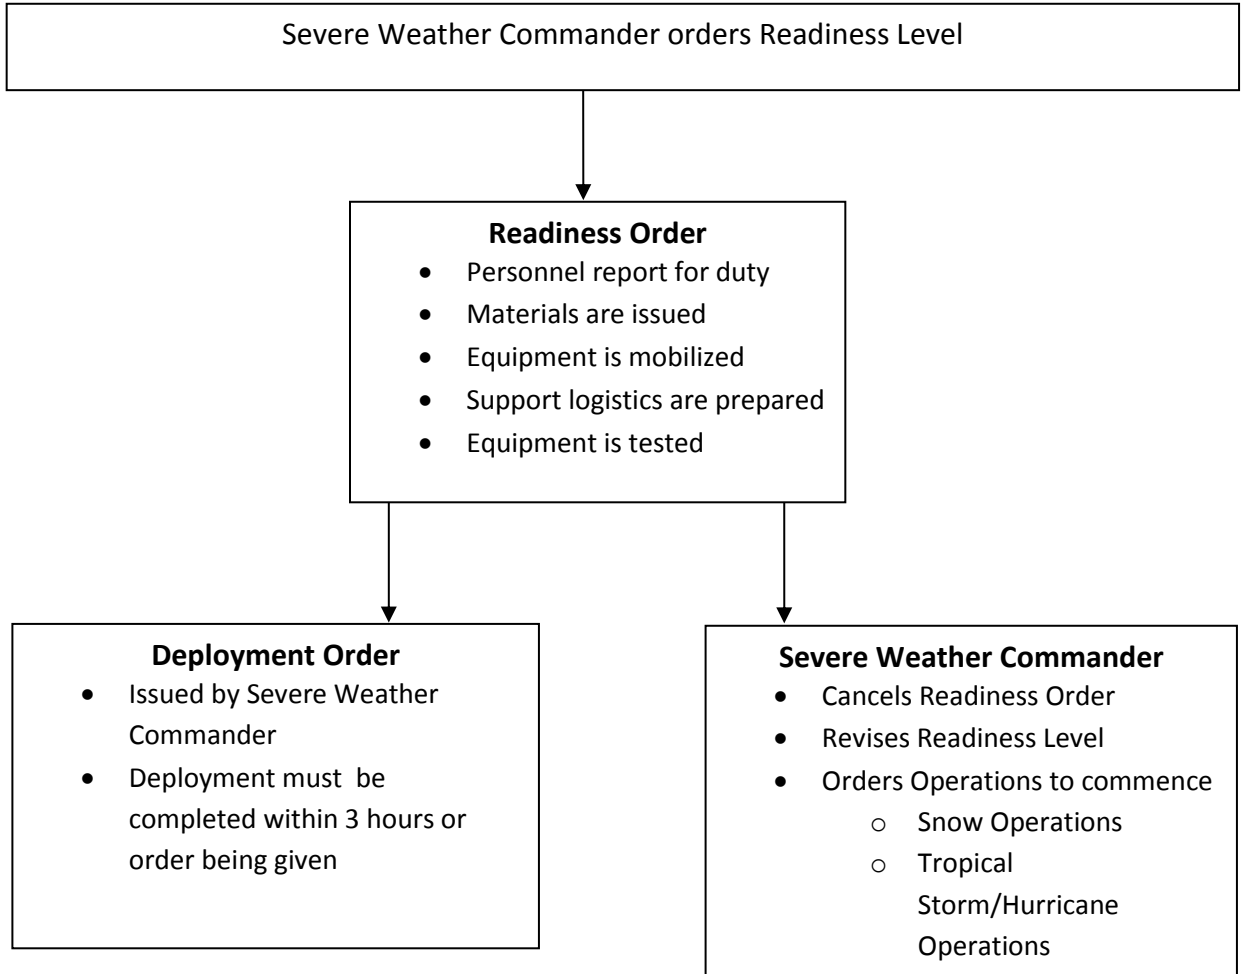 Severe Weather Commander orders Readiness Level
Readiness Order
• Personnel report for duty
• Materials are issued
• Equipment is mobilized
• Support logistics are prepared
• Equipment is tested
Deployment Order
• Issued by Severe Weather
Commander
• Deployment must be
completed within 3 hours or
order being given
Severe Weather Commander
• Cancels Readiness Order
• Revises Readiness Level
• Orders Operations to commence
o Snow Operations
o Tropical
Storm/Hurricane
Operations